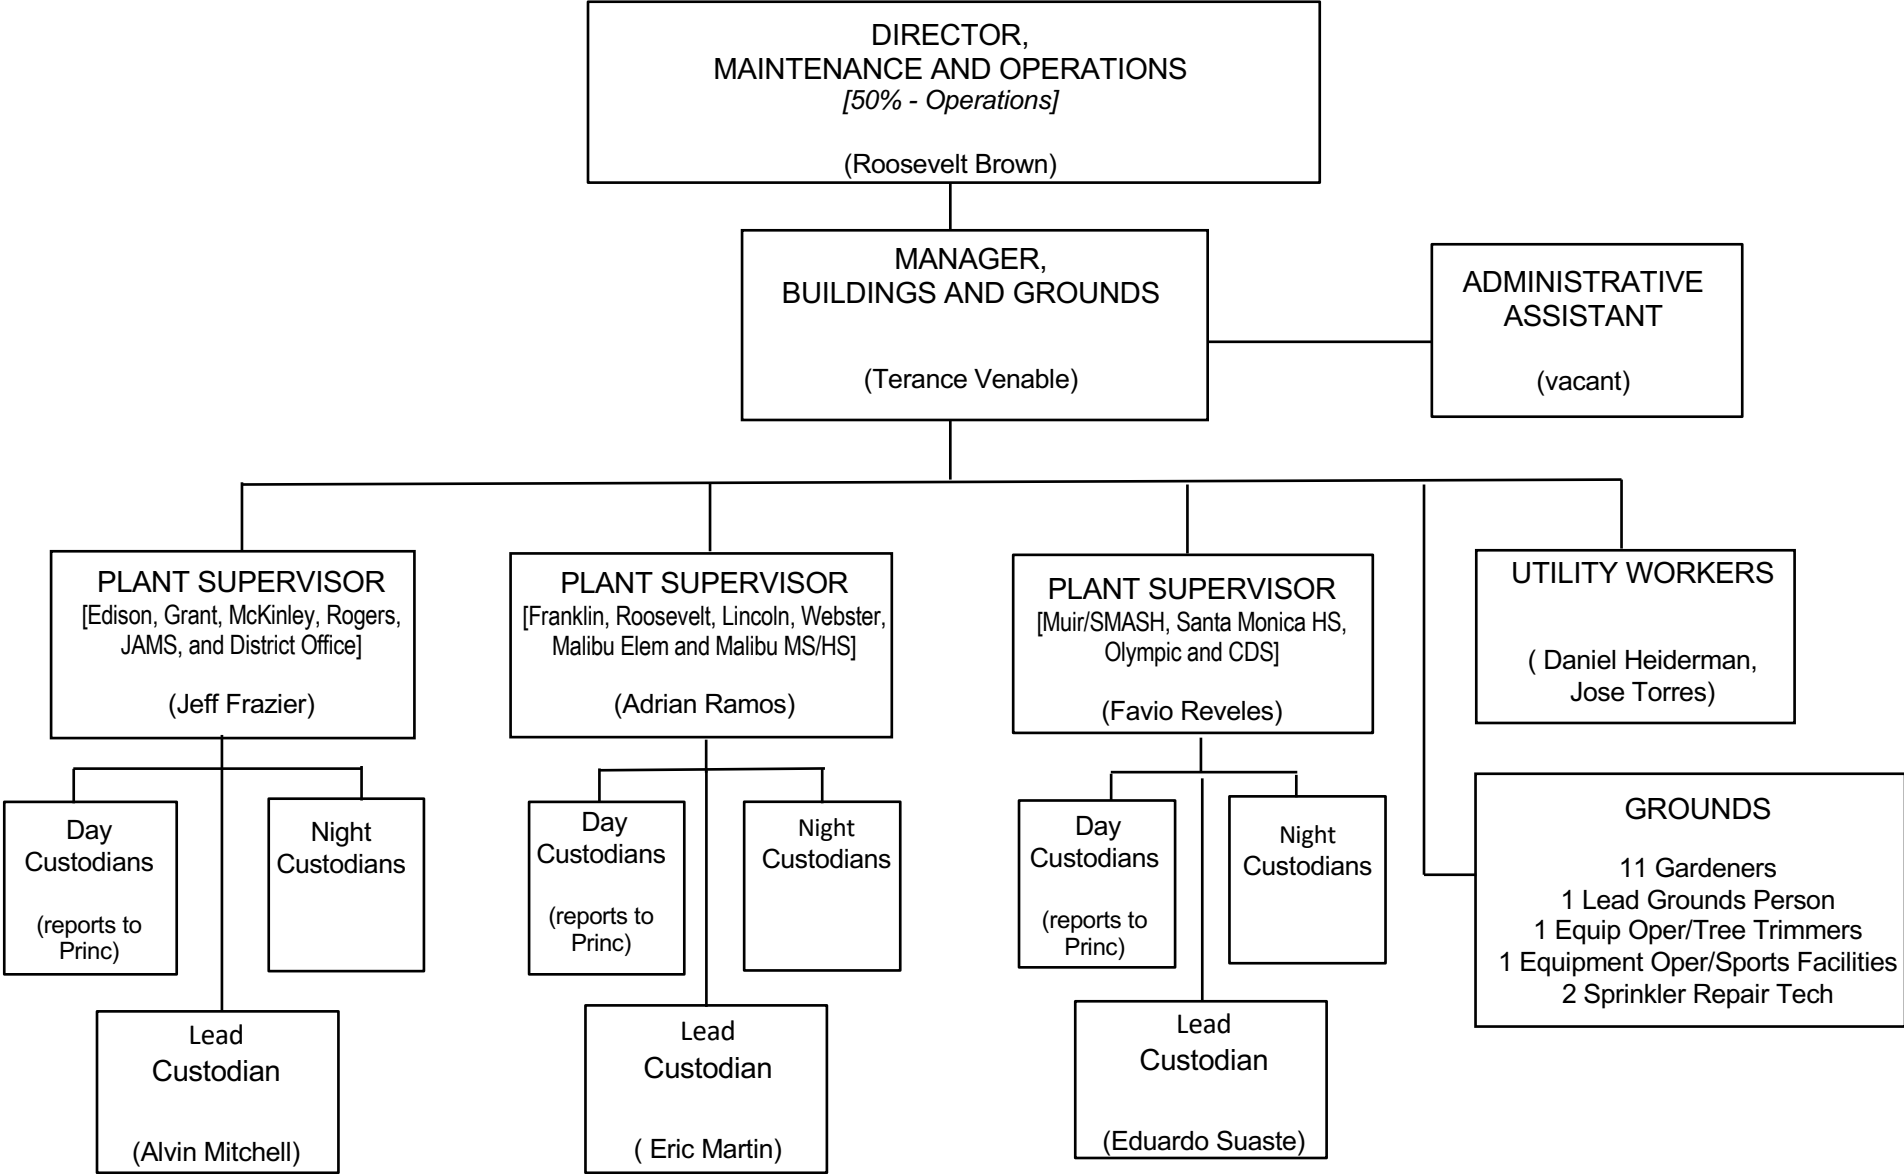 DIRECTOR,
MAINTENANCE AND OPERATIONS
[50% - Operations]
(Roosevelt Brown)
MANAGER,
BUILDINGS AND GROUNDS
(Terance Venable)
ADMINISTRATIVE
ASSISTANT
(vacant)
PLANT SUPERVISOR
[Edison, Grant, McKinley, Rogers,
JAMS, and District Office]
(Jeff Frazier)
PLANT SUPERVISOR
[Franklin, Roosevelt, Lincoln, Webster,
Malibu Elem and Malibu MS/HS]
(Adrian Ramos)
PLANT SUPERVISOR
[Muir/SMASH, Santa Monica HS,
Olympic and CDS]
(Favio Reveles)
UTILITY WORKERS
( Daniel Heiderman,
Jose Torres)
Day
Custodians
(reports to
Princ)
Night
Custodians
Day
Custodians
(reports to
Princ)
Night
Custodians
Day
Custodians
(reports to
Princ)
Night
Custodians
GROUNDS
11 Gardeners
1 Lead Grounds Person
1 Equip Oper/Tree Trimmers
1 Equipment Oper/Sports Facilities
2 Sprinkler Repair Tech
Lead
Custodian
(Alvin Mitchell)
Lead
Custodian
( Eric Martin)
Lead
Custodian
(Eduardo Suaste)